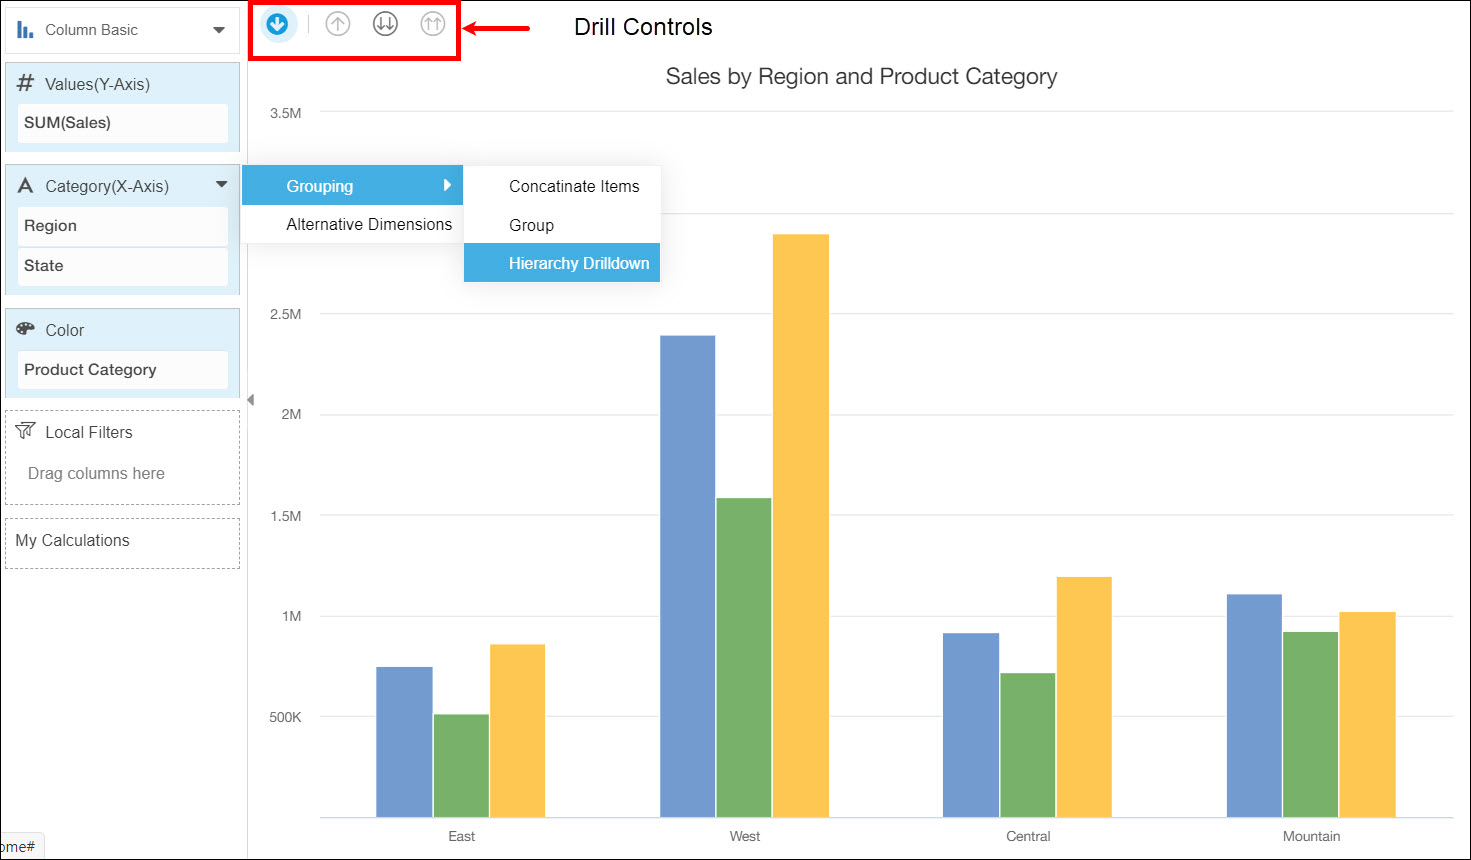 Column Basic
Drill Controls
Values(Y-Axis)
SUM(Sales)
Category(X-Axis)
Region
State
Color
Product Category
Local Filters
Drag columns here
My Calculations
ome#
Grouping
Alternative Dimensions
Concatinate Items
Group
Hierarchy Drilldown
Sales by Region and Product Category
3.5M
2.5M
2M
1.5M
1M
500K
East West Central Mountain